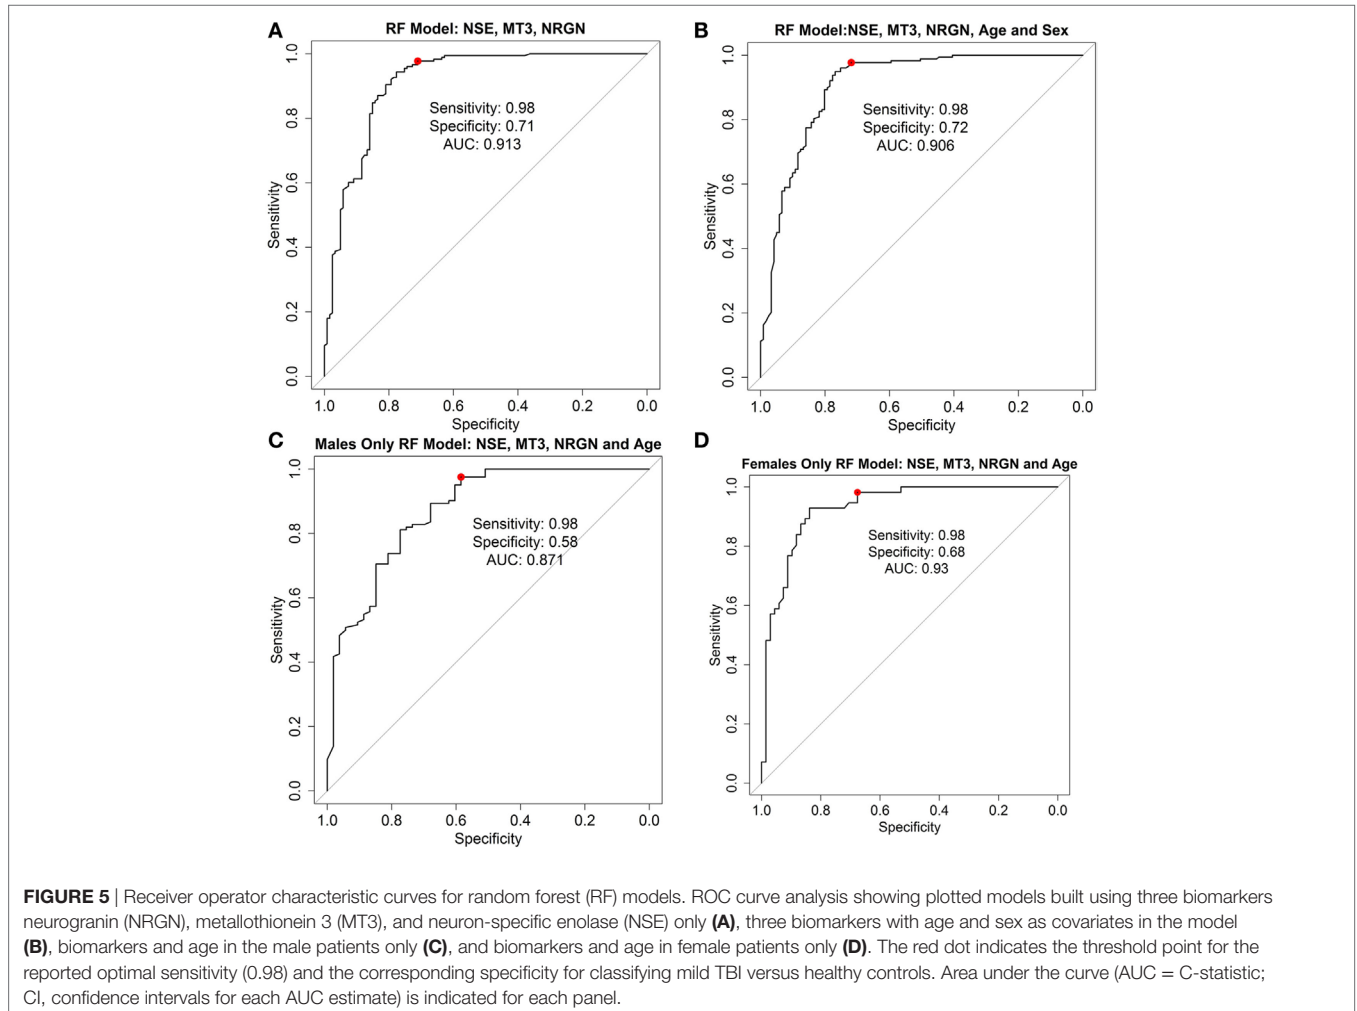 A
RF Model: NSE, MT3, NRGN
Sensitivity
1.0
0.8
0.6
0.4
0.2
0.0
Sensitivity: 0.98
Specificity: 0.71
AUC: 0.913
1.0 0.8 0.6 0.4 0.2 0.0
Specificity
B
RF Model:NSE, MT3, NRGN, Age and Sex
Sensitivity
1.0
0.8
0.6
0.4
0.2
0.0
Sensitivity: 0.98
Specificity: 0.72
AUC: 0.906
1.0 0.8 0.6 0.4 0.2 0.0
Specificity
C
Males Only RF Model: NSE, MT3, NRGN and Age
Sensitivity
1.0
0.8
0.6
0.4
0.2
0.0
Sensitivity: 0.98
Specificity: 0.58
AUC: 0.871
1.0 0.8 0.6 0.4 0.2 0.0
Specificity
D
Females Only RF Model: NSE, MT3, NRGN and Age
Sensitivity
1.0
0.8
0.6
0.4
0.2
0.0
Sensitivity: 0.98
Specificity: 0.68
AUC: 0.93
1.0 0.8 0.6 0.4 0.2 0.0
Specificity
FIGURE 5 | Receiver operator characteristic curves for random forest (RF) models. ROC curve analysis showing plotted models built using three biomarkers
neurogranin (NRGN), metallothionein 3 (MT3), and neuron-specific enolase (NSE) only (A), three biomarkers with age and sex as covariates in the model
(B), biomarkers and age in the male patients only (C), and biomarkers and age in female patients only (D). The red dot indicates the threshold point for the
reported optimal sensitivity (0.98) and the corresponding specificity for classifying mild TBI versus healthy controls. Area under the curve (AUC = C-statistic;
CI, confidence intervals for each AUC estimate) is indicated for each panel.